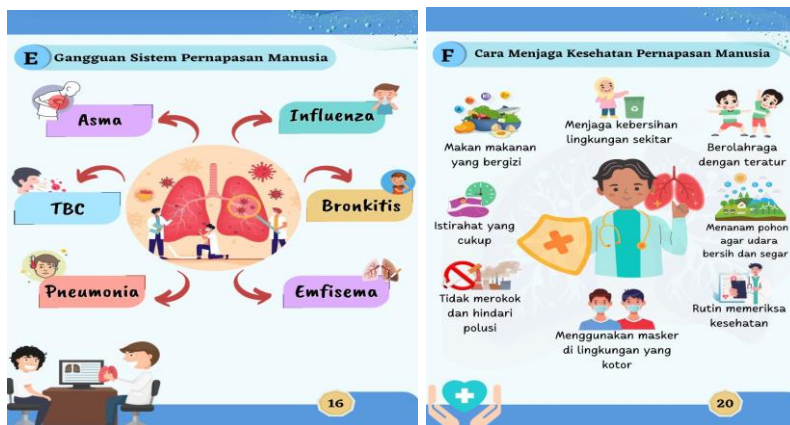 E Gangguan Sistem Pernapasan Manusia
Asma
Influenza
TBC
Bronkitis
Pneumonia
Emfisema
16
F Cara Menjaga Kesehatan Pernapasan Manusia
Makan makanan
yang bergizi
Menjaga kebersihan
lingkungan sekitar
Berolahraga
dengan teratur
Istirahat yang
cukup
Menanam pohon
agar udara
bersih dan segar
Tidak merokok
dan hindari
polusi
Menggunakan masker
di lingkungan yang
kotor
Rutin memeriksa
kesehatan
20